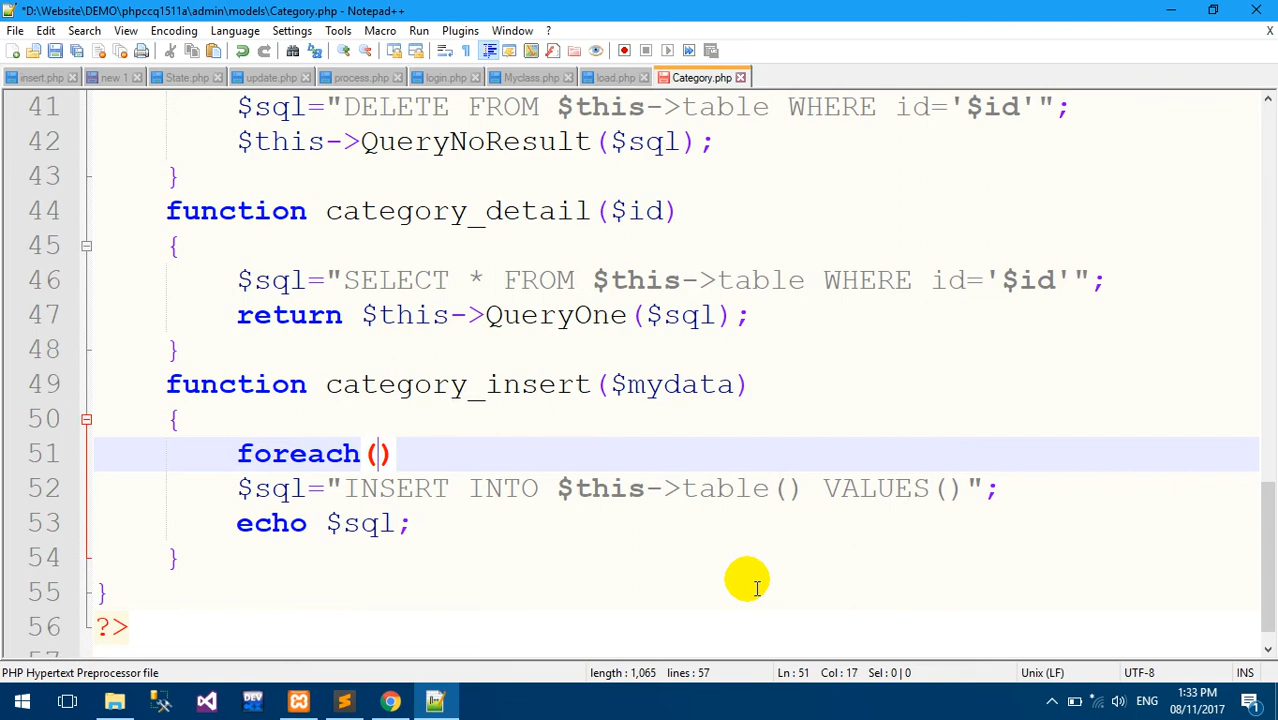 *D:\Website\DEMO\phpccq1511a\admin\models\Category.php - Notepad++
File Edit Search View Encoding Language Settings Tools Macro Run Plugins Window ? X
insert.php new 1 State.php update.php process.php login.php Myclass.php load.php Category.php
41 $sql="DELETE FROM $this->table WHERE id='$id'";
42 $this->QueryNoResult($sql);
43 }
44 function category_detail($id)
45 {
46 $sql="SELECT * FROM $this->table WHERE id='$id'";
47 return $this->QueryOne($sql);
48 }
49 function category_insert($mydata)
50 {
51 foreach()
52 $sql="INSERT INTO $this->table() VALUES()";
53 echo $sql;
54 }
55 }
56 ?>
57
PHP Hypertext Preprocessor file length : 1,065 lines : 57 Ln : 51 Col : 17 Sel : 0 | 0 Unix (LF) UTF-8 INS
ENG 1:33 PM
08/11/2017